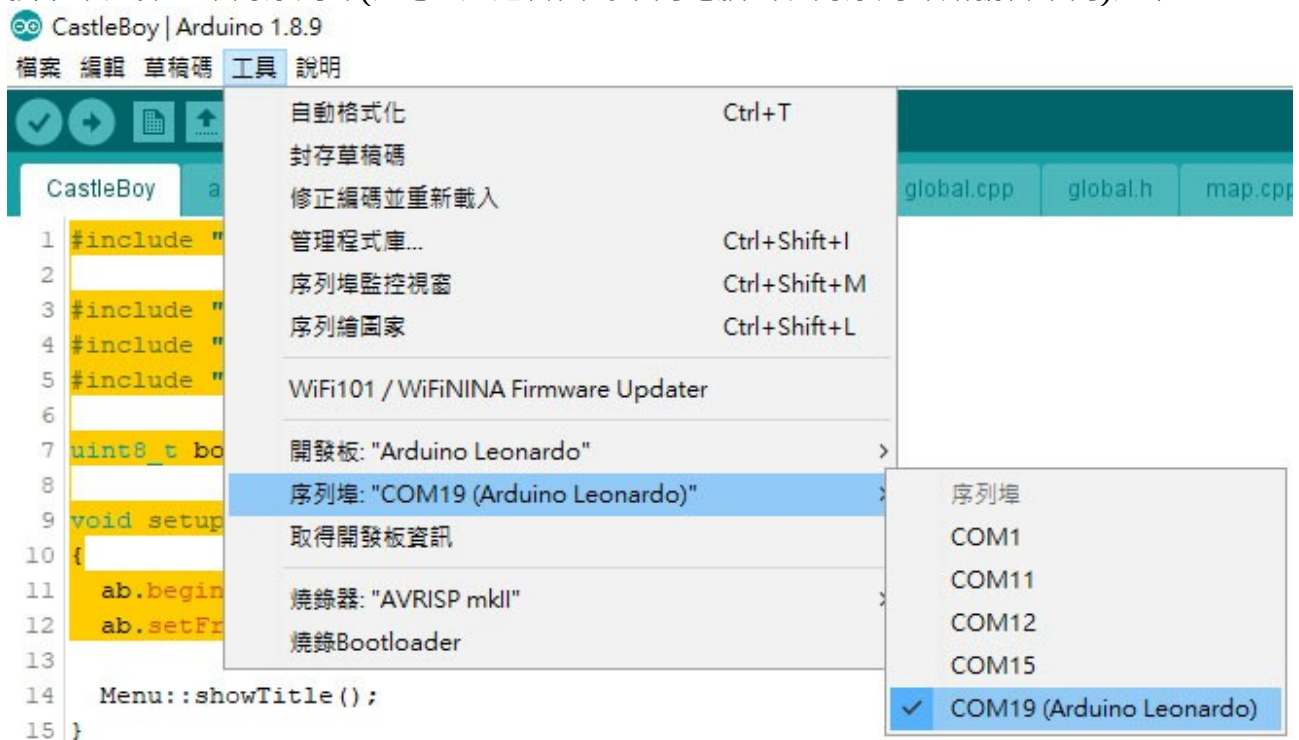 CastleBoy | Arduino 1.8.9
檔案 編輯 草稿碼 工具 說明
自動格式化 Ctrl+T
封存草稿碼
修正編碼並重新載入
管理程式庫... Ctrl+Shift+I
序列埠監控視窗 Ctrl+Shift+M
序列繪圖家 Ctrl+Shift+L
WiFi101 / WiFiNINA Firmware Updater
開發板: "Arduino Leonardo"
序列埠: "COM19 (Arduino Leonardo)"
取得開發板資訊
燒錄器: "AVRISP mkII"
燒錄Bootloader
序列埠
COM1
COM11
COM12
COM15
COM19 (Arduino Leonardo)
CastleBoy a global.cpp global.h map.cpp
1 #include "
2
3 #include "
4 #include "
5 #include "
6
7 uint8_t bo
8
9 void setup
10 {
11 ab.begin
12 ab.setFr
13
14 Menu::showTitle();
15 }